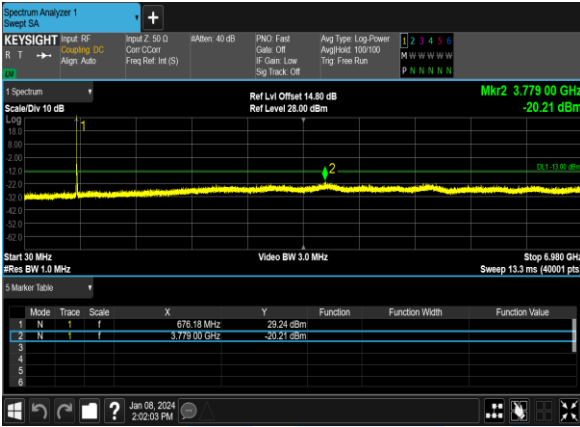 Spectrum Analyzer 1
Swept SA
+
KEYSIGHT
R T
Input: RF
Coupling: DC
Align: Auto
Input Z: 50 Ω
Corr CCorr
Freq Ref: Int (S)
#Atten: 40 dB
PNO: Fast
Gate: Off
IF Gain: Low
Sig Track: Off
Avg Type: Log-Power
Avg|Hold: 100/100
Trig: Free Run
1 2 3 4 5 6
M W W W W W
P N N N N N
1 Spectrum
Scale/Div 10 dB
Ref Lvl Offset 14.80 dB
Ref Level 28.00 dBm
Mkr2 3.779 00 GHz
-20.21 dBm
Log
18.0
8.00
-2.00
-12.0
-22.0
-32.0
-42.0
-52.0
-62.0
1
2
DL1 -13.00 dBm
Start 30 MHz
#Res BW 1.0 MHz
Video BW 3.0 MHz
Stop 6.980 GHz
Sweep 13.3 ms (40001 pts
5 Marker Table
Mode Trace Scale X Y Function Function Width Function Value
1 N 1 f 676.18 MHz 29.24 dBm
2 N 1 f 3.779 00 GHz -20.21 dBm
3
4
5
6
?
Jan 08, 2024
2:02:03 PM